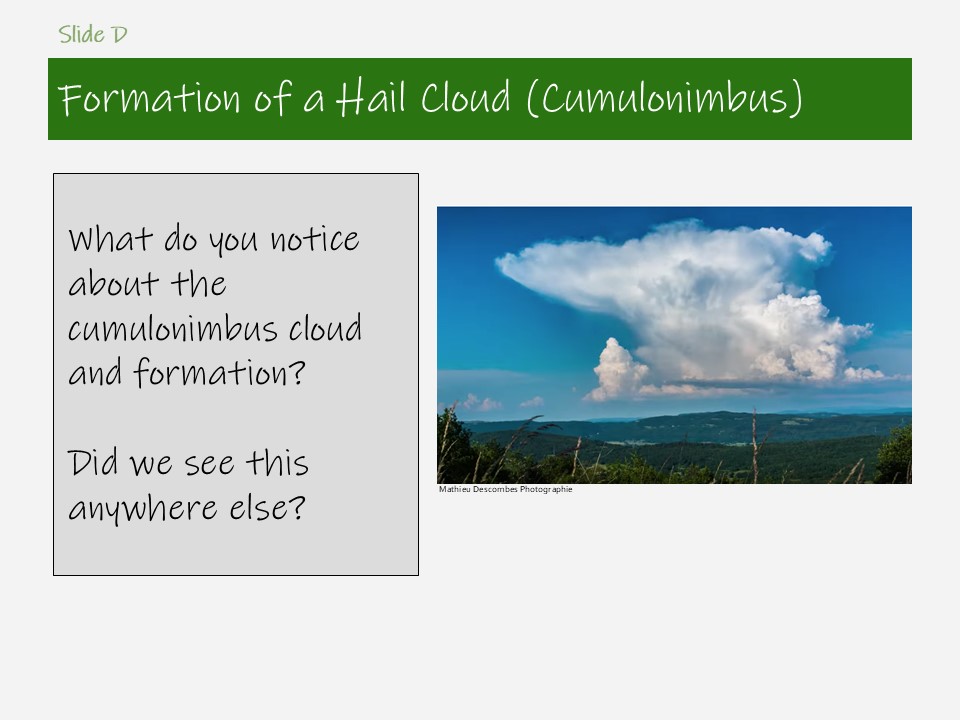 Slide D
Formation of a Hail Cloud (Cumulonimbus)
What do you notice
about the
cumulonimbus cloud
and formation?
Did we see this
anywhere else?
Mathieu Descombes Photographie